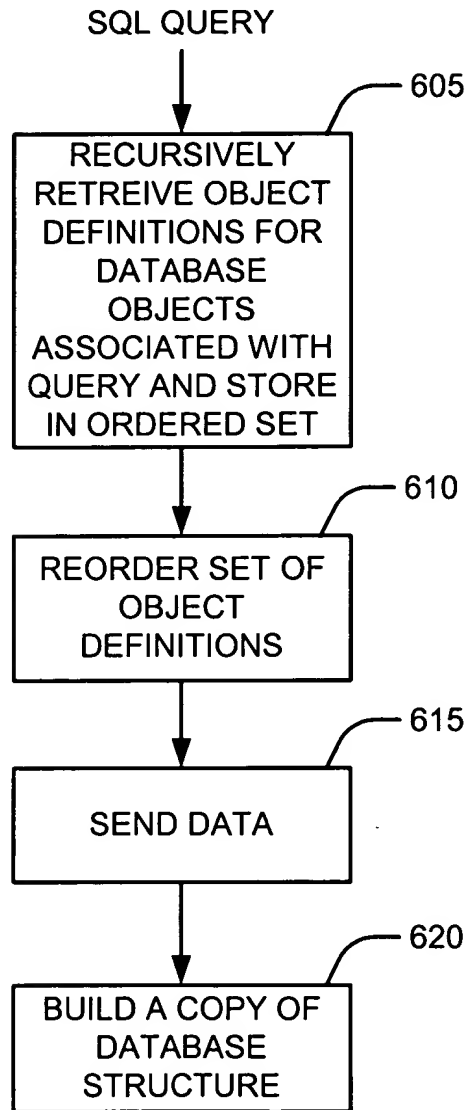 SQL QUERY
605
RECURSIVELY
RETREIVE OBJECT
DEFINITIONS FOR
DATABASE
OBJECTS
ASSOCIATED WITH
QUERY AND STORE
IN ORDERED SET
610
REORDER SET OF
OBJECT
DEFINITIONS
615
SEND DATA
620
BUILD A COPY OF
DATABASE
STRUCTURE